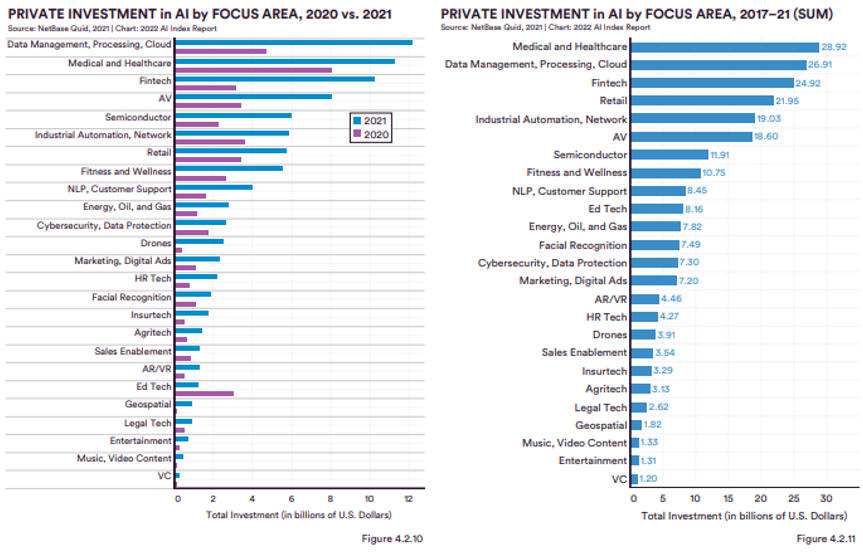 PRIVATE INVESTMENT in AI by FOCUS AREA, 2020 vs. 2021
Source: NetBase Quid, 2021 | Chart: 2022 AI Index Report
Data Management, Processing, Cloud
Medical and Healthcare
Fintech
AV
Semiconductor
Industrial Automation, Network
Retail
Fitness and Wellness
NLP, Customer Support
Energy, Oil, and Gas
Cybersecurity, Data Protection
Drones
Marketing, Digital Ads
HR Tech
Facial Recognition
Insurtech
Agritech
Sales Enablement
AR/VR
Ed Tech
Geospatial
Legal Tech
Entertainment
Music, Video Content
VC
2021
2020
0 2 4 6 8 10 12
Total Investment (in billions of U.S. Dollars)
Figure 4.2.10
PRIVATE INVESTMENT in AI by FOCUS AREA, 2017–21 (SUM)
Source: NetBase Quid, 2021 | Chart: 2022 AI Index Report
Medical and Healthcare 28.92
Data Management, Processing, Cloud 26.91
Fintech 24.92
Retail 21.95
Industrial Automation, Network 19.03
AV 18.60
Semiconductor 11.91
Fitness and Wellness 10.75
NLP, Customer Support 8.45
Ed Tech 8.16
Energy, Oil, and Gas 7.82
Facial Recognition 7.49
Cybersecurity, Data Protection 7.30
Marketing, Digital Ads 7.20
AR/VR 4.46
HR Tech 4.27
Drones 3.91
Sales Enablement 3.54
Insurtech 3.29
Agritech 3.13
Legal Tech 2.62
Geospatial 1.82
Music, Video Content 1.33
Entertainment 1.31
VC 1.20
0 5 10 15 20 25 30
Total Investment (in billions of U.S. Dollars)
Figure 4.2.11